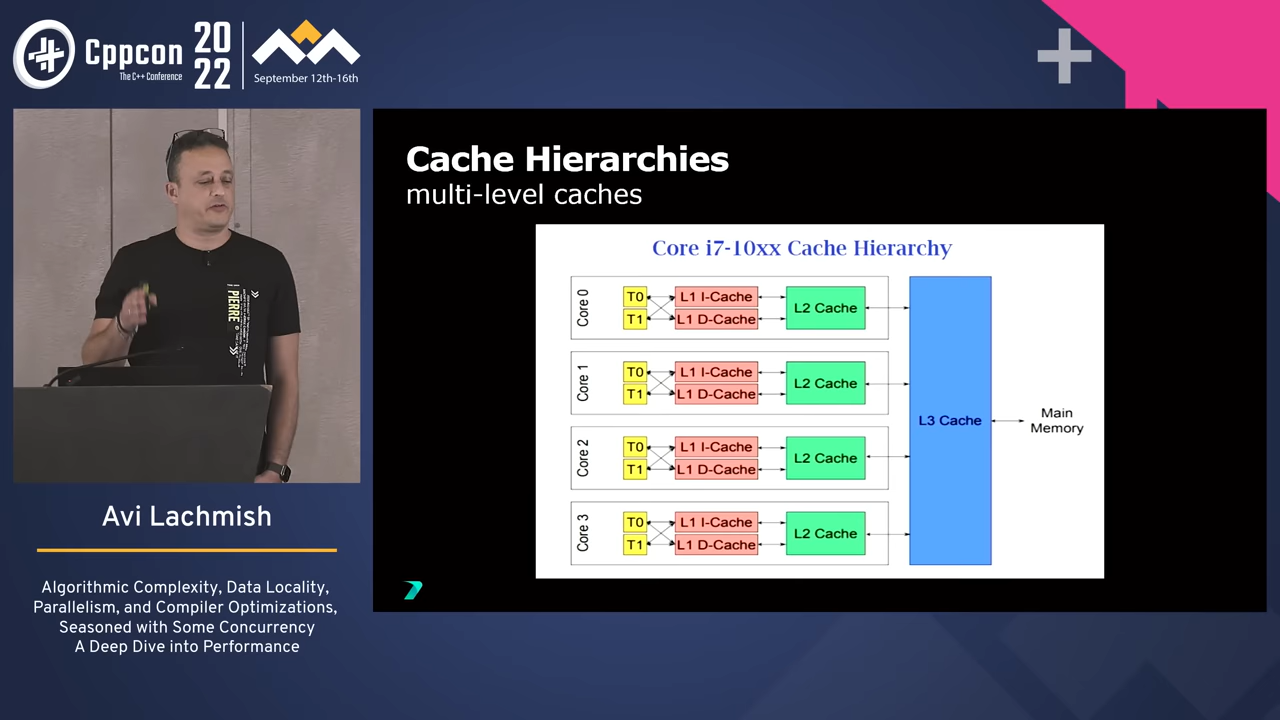 Cppcon
The C++ Conference
20
22
September 12th-16th
PIERRE
Avi Lachmish
Algorithmic Complexity, Data Locality,
Parallelism, and Compiler Optimizations,
Seasoned with Some Concurrency
A Deep Dive into Performance
Cache Hierarchies
multi-level caches
Core i7-10xx Cache Hierarchy
Core 0
T0
T1
L1 I-Cache
L1 D-Cache
L2 Cache
Core 1
T0
T1
L1 I-Cache
L1 D-Cache
L2 Cache
Core 2
T0
T1
L1 I-Cache
L1 D-Cache
L2 Cache
Core 3
T0
T1
L1 I-Cache
L1 D-Cache
L2 Cache
L3 Cache
Main
Memory